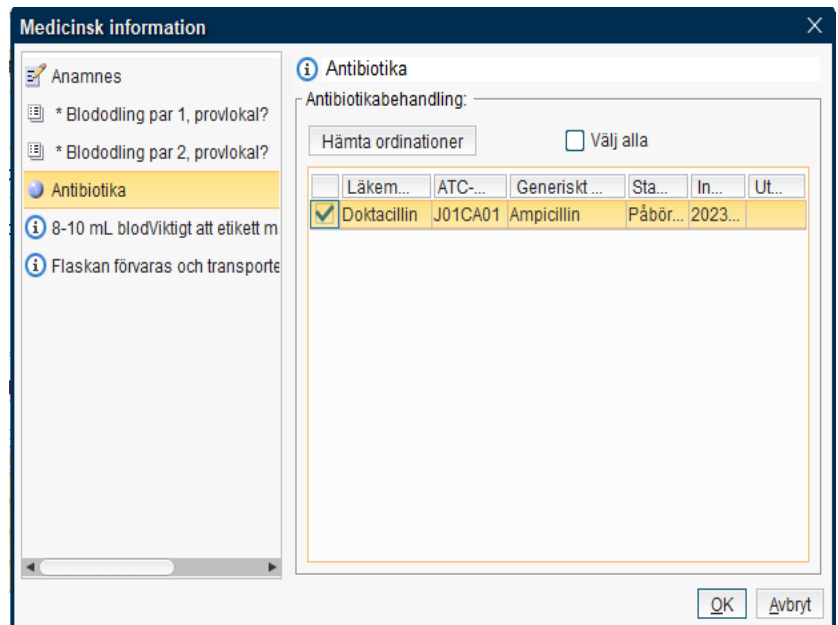 Medicinsk information
Anamnes
* Blododling par 1, provlokal?
* Blododling par 2, provlokal?
Antibiotika
8-10 mL blodViktigt att etikett m
Flaskan förvaras och transporte
Antibiotika
Antibiotikabehandling:
Hämta ordinationer Välj alla
Läkem... ATC-... Generiskt ... Sta... In... Ut...
Doktacillin J01CA01 Ampicillin Påbör... 2023...
OK Avbryt